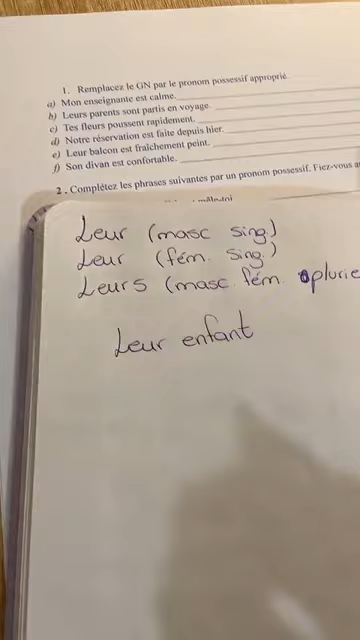 1. Remplacez le GN par le pronom possessif approprié.
a) Mon enseignante est calme.
b) Leurs parents sont partis en voyage.
c) Tes fleurs poussent rapidement.
d) Notre réservation est faite depuis hier.
e) Leur balcon est fraîchement peint.
f) Son divan est confortable.
2. Complétez les phrases suivantes par un pronom possessif. Fiez-vous
Leur (masc sing.)
Leur (fém. sing.)
Leurs (masc. fém. plurie
Leur enfant